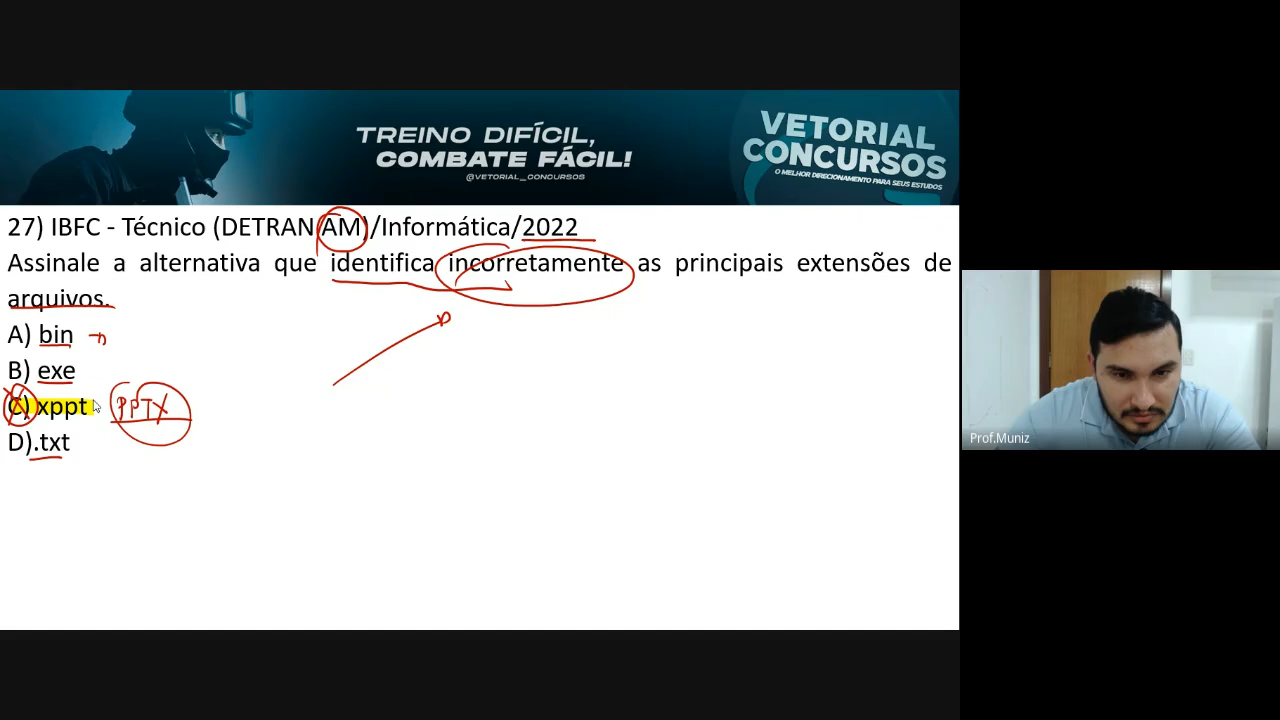 TREINO DIFÍCIL,
COMBATE FÁCIL!
@VETORIAL_CONCURSOS
VETORIAL
CONCURSOS
O MELHOR DIRECIONAMENTO PARA SEUS ESTUDOS
27) IBFC - Técnico (DETRAN AM)/Informática/2022
Assinale a alternativa que identifica incorretamente as principais extensões de
arquivos.
A) bin
B) exe
C) xppt PPTX
D).txt
Prof.Muniz